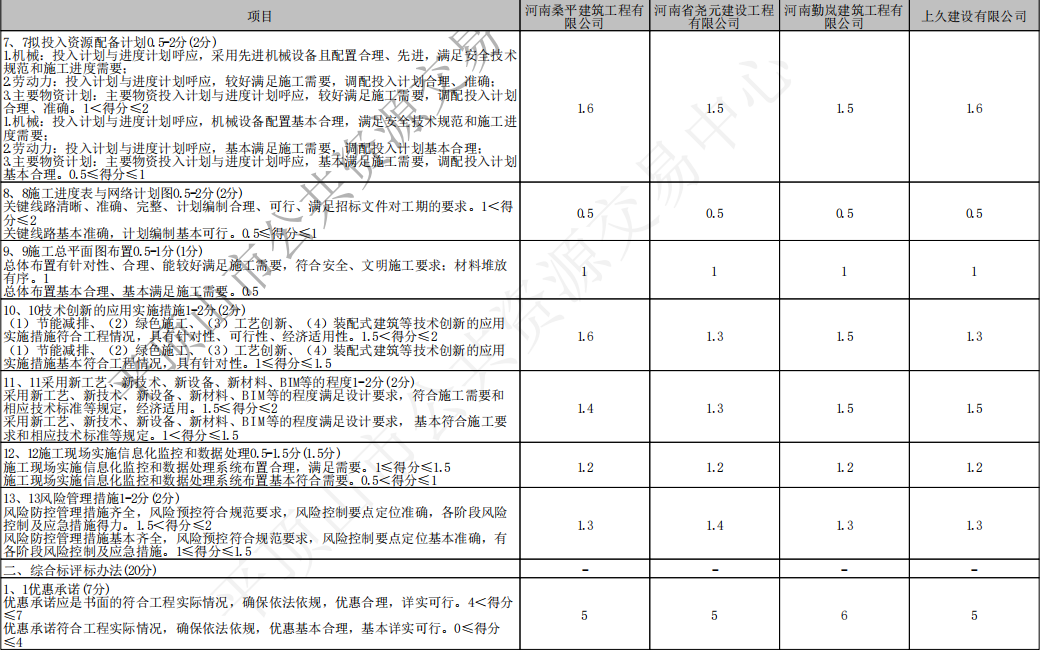 项目
河南桑平建筑工程有
限公司
河南省尧元建设工程
有限公司
河南勤岚建筑工程有
限公司
上久建设有限公司
7、7拟投入资源配备计划0.5-2分(2分)
1.机械：投入计划与进度计划呼应，采用先进机械设备且配置合理、先进，满足安全技术
规范和施工进度需要；
2.劳动力：投入计划与进度计划呼应，较好满足施工需要，调配投入计划合理、准确；
3.主要物资计划：主要物资投入计划与进度计划呼应，较好满足施工需要，调配投入计划
合理、准确。1＜得分≤2
1.机械：投入计划与进度计划呼应，机械设备配置基本合理，满足安全技术规范和施工进
度需要；
2.劳动力：投入计划与进度计划呼应，基本满足施工需要，调配投入计划基本合理；
3.主要物资计划：主要物资投入计划与进度计划呼应，基本满足施工需要，调配投入计划
基本合理。0.5≤得分≤1
1.6
1.5
1.5
1.6
8、8施工进度表与网络计划图0.5-2分(2分)
关键线路清晰、准确、完整、计划编制合理、可行、满足招标文件对工期的要求。1＜得
分≤2
关键线路基本准确，计划编制基本可行。0.5≤得分≤1
0.5
0.5
0.5
0.5
9、9施工总平面图布置0.5-1分(1分)
总体布置有针对性、合理、能较好满足施工需要，符合安全、文明施工要求；材料堆放
有序。1
总体布置基本合理、基本满足施工需要。0.5
1
1
1
1
10、10技术创新的应用实施措施1-2分(2分)
（1）节能减排、（2）绿色施工、（3）工艺创新、（4）装配式建筑等技术创新的应用
实施措施符合工程情况，具有针对性、可行性、经济适用性。1.5＜得分≤2
（1）节能减排、（2）绿色施工、（3）工艺创新、（4）装配式建筑等技术创新的应用
实施措施基本符合工程情况，具有针对性。1≤得分≤1.5
1.6
1.3
1.5
1.3
11、11采用新工艺、新技术、新设备、新材料、BIM等的程度1-2分(2分)
采用新工艺、新技术、新设备、新材料、BIM等的程度满足设计要求，符合施工需要和
相应技术标准等规定，经济适用。1.5≤得分≤2
采用新工艺、新技术、新设备、新材料、BIM等的程度满足设计要求， 基本符合施工要
求和相应技术标准等规定。1＜得分≤1.5
1.4
1.3
1.5
1.5
12、12施工现场实施信息化监控和数据处理0.5-1.5分(1.5分)
施工现场实施信息化监控和数据处理系统布置合理，满足需要。1≤得分≤1.5
施工现场实施信息化监控和数据处理系统布置基本符合需要。0.5＜得分≤1
1.2
1.2
1.2
1.2
13、13风险管理措施1-2分(2分)
风险防控管理措施齐全，风险预控符合规范要求，风险控制要点定位准确，各阶段风险
控制及应急措施得力。1.5＜得分≤2
风险防控管理措施基本齐全，风险预控符合规范要求，风险控制要点定位基本准确，有
各阶段风险控制及应急措施。1≤得分≤1.5
1.3
1.4
1.3
1.3
二、综合标评标办法(20分)
-
-
-
-
1、1优惠承诺(7分)
优惠承诺应是书面的符合工程实际情况，确保依法依规，优惠合理，详实可行。4＜得分
≤7
优惠承诺符合工程实际情况，确保依法依规，优惠基本合理，基本详实可行。0≤得分
≤4
5
5
6
5
平顶山市公共资源交易
平顶山市公共资源交易中心